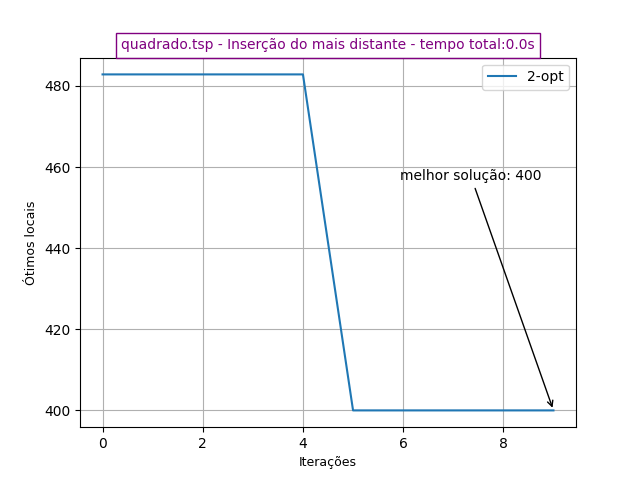 quadrado.tsp - Inserção do mais distante - tempo total:0.0s
2-opt
480
460
melhor solução: 400
440
420
400
Ótimos locais
0 2 4 6 8
Iterações